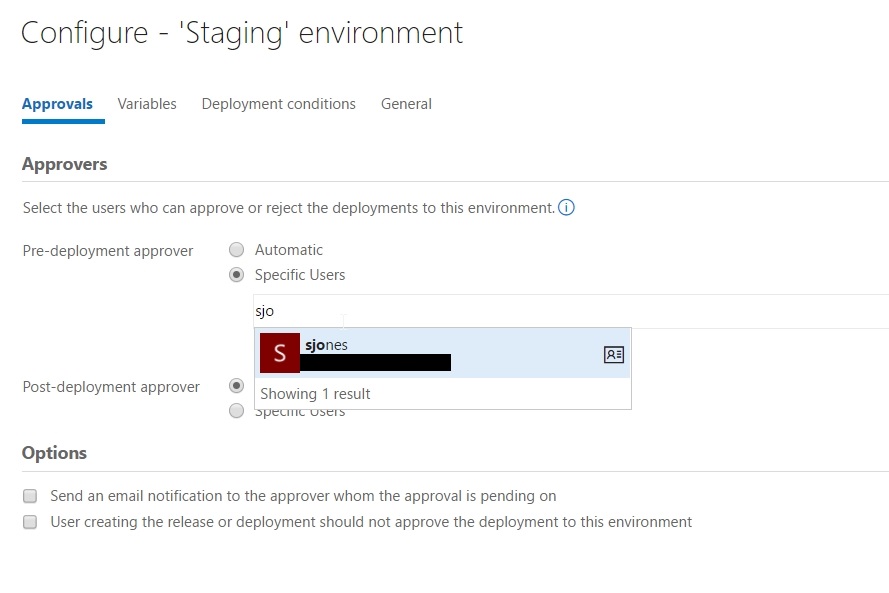 Configure - 'Staging' environment
Approvals Variables Deployment conditions General
Approvers
Select the users who can approve or reject the deployments to this environment.
Pre-deployment approver Automatic
Specific Users
sjo
S sjones
Showing 1 result
Post-deployment approver
Specific Users
Options
Send an email notification to the approver whom the approval is pending on
User creating the release or deployment should not approve the deployment to this environment